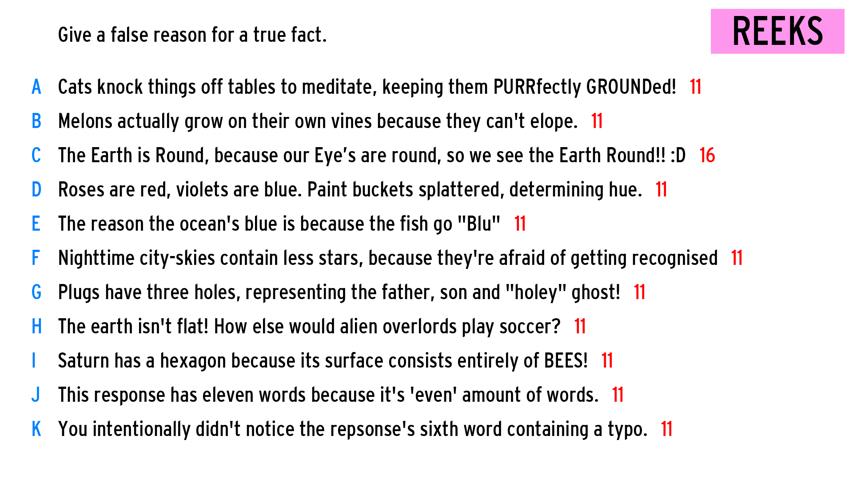 Give a false reason for a true fact.
REEKS
A Cats knock things off tables to meditate, keeping them PURRfectly GROUNDed! 11
B Melons actually grow on their own vines because they can't elope. 11
C The Earth is Round, because our Eye’s are round, so we see the Earth Round!! :D 16
D Roses are red, violets are blue. Paint buckets splattered, determining hue. 11
E The reason the ocean's blue is because the fish go "Blu" 11
F Nighttime city-skies contain less stars, because they're afraid of getting recognised 11
G Plugs have three holes, representing the father, son and "holey" ghost! 11
H The earth isn't flat! How else would alien overlords play soccer? 11
I Saturn has a hexagon because its surface consists entirely of BEES! 11
J This response has eleven words because it's 'even' amount of words. 11
K You intentionally didn't notice the repsonse's sixth word containing a typo. 11